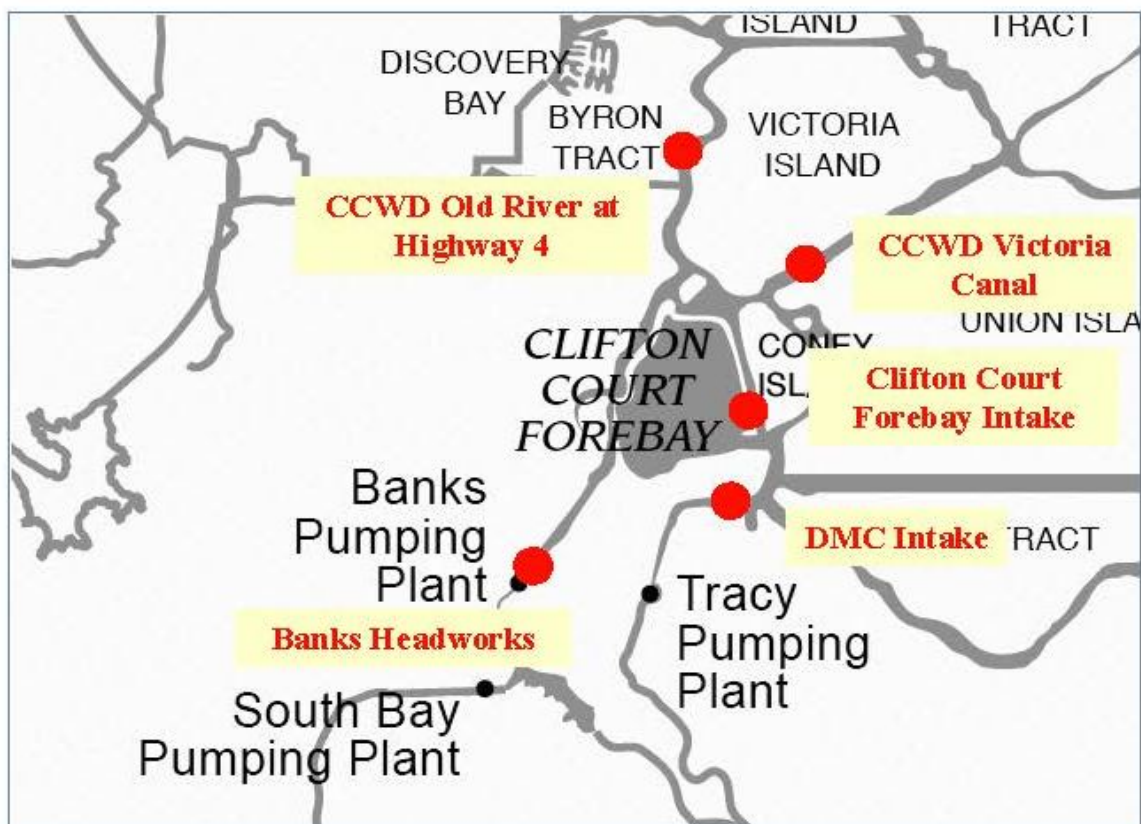 ISLAND
TRACT
DISCOVERY
BAY
BYRON
TRACT
VICTORIA
ISLAND
CCWD Old River at
Highway 4
CCWD Victoria
Canal
UNION ISLA
CLIFTON
COURT
FOREBAY
CONEY
ISLA
Clifton Court
Forebay Intake
Banks
Pumping
Plant
DMC Intake
TRACT
Tracy
Pumping
Plant
Banks Headworks
South Bay
Pumping Plant